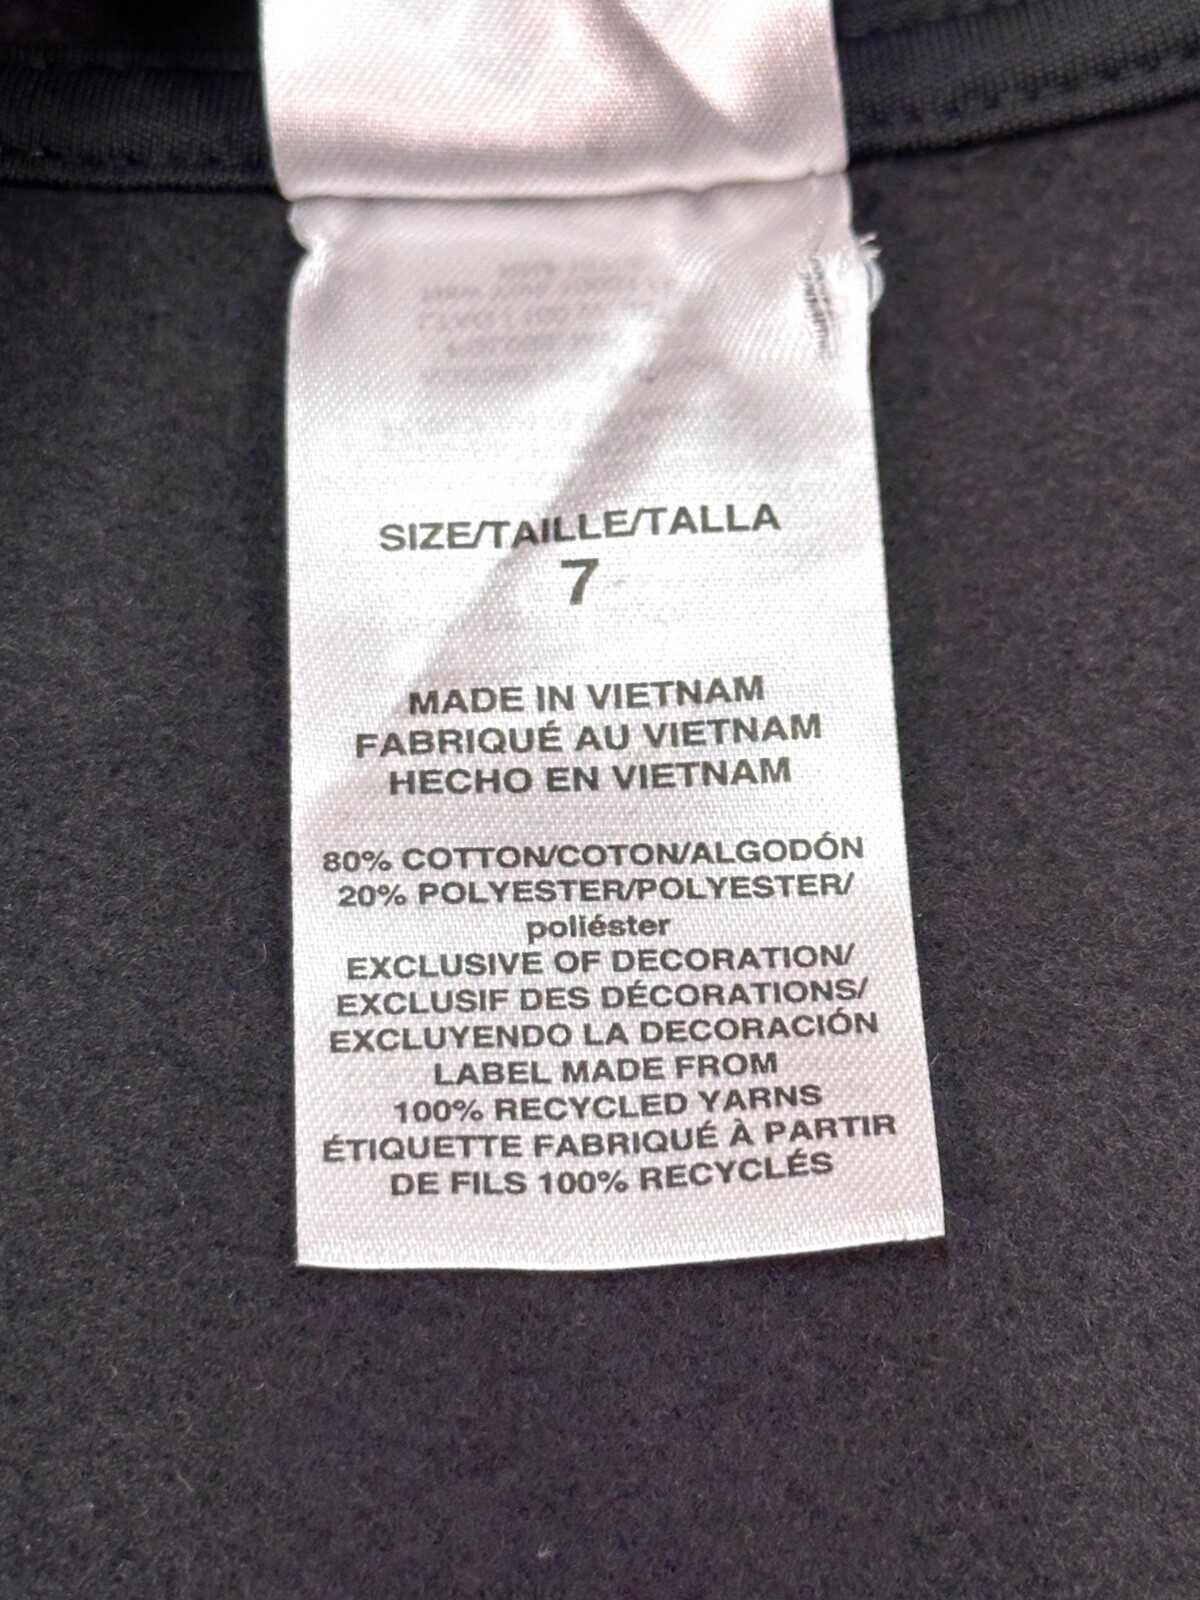 SIZE/TAILLE/TALLA
7
MADE IN VIETNAM
FABRIQUÉ AU VIETNAM
HECHO EN VIETNAM
80% COTTON/COTON/ALGODÓN
20% POLYESTER/POLYESTER/
poliéster
EXCLUSIVE OF DECORATION/
EXCLUSIF DES DÉCORATIONS/
EXCLUYENDO LA DECORACIÓN
LABEL MADE FROM
100% RECYCLED YARNS
ÉTIQUETTE FABRIQUÉ À PARTIR
DE FILS 100% RECYCLÉS